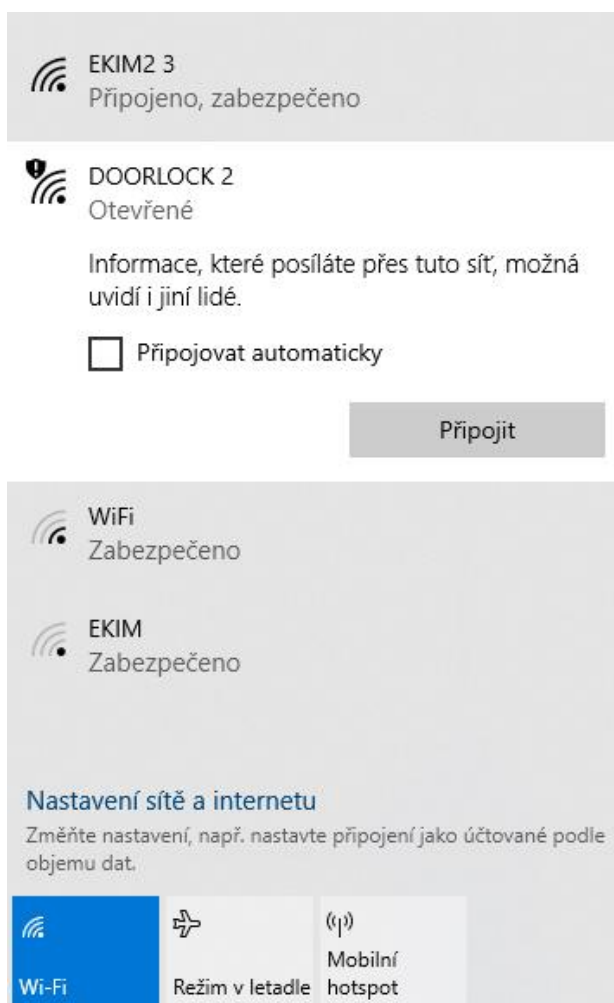 EKIM2 3
Připojeno, zabezpečeno
DOORLOCK 2
Otevřené
Informace, které posíláte přes tuto síť, možná
uvidí i jiní lidé.
Připojovat automaticky
Připojit
WiFi
Zabezpečeno
EKIM
Zabezpečeno
Nastavení sítě a internetu
Změňte nastavení, např. nastavte připojení jako účtované podle
objemu dat.
Wi-Fi
Režim v letadle
Mobilní
hotspot